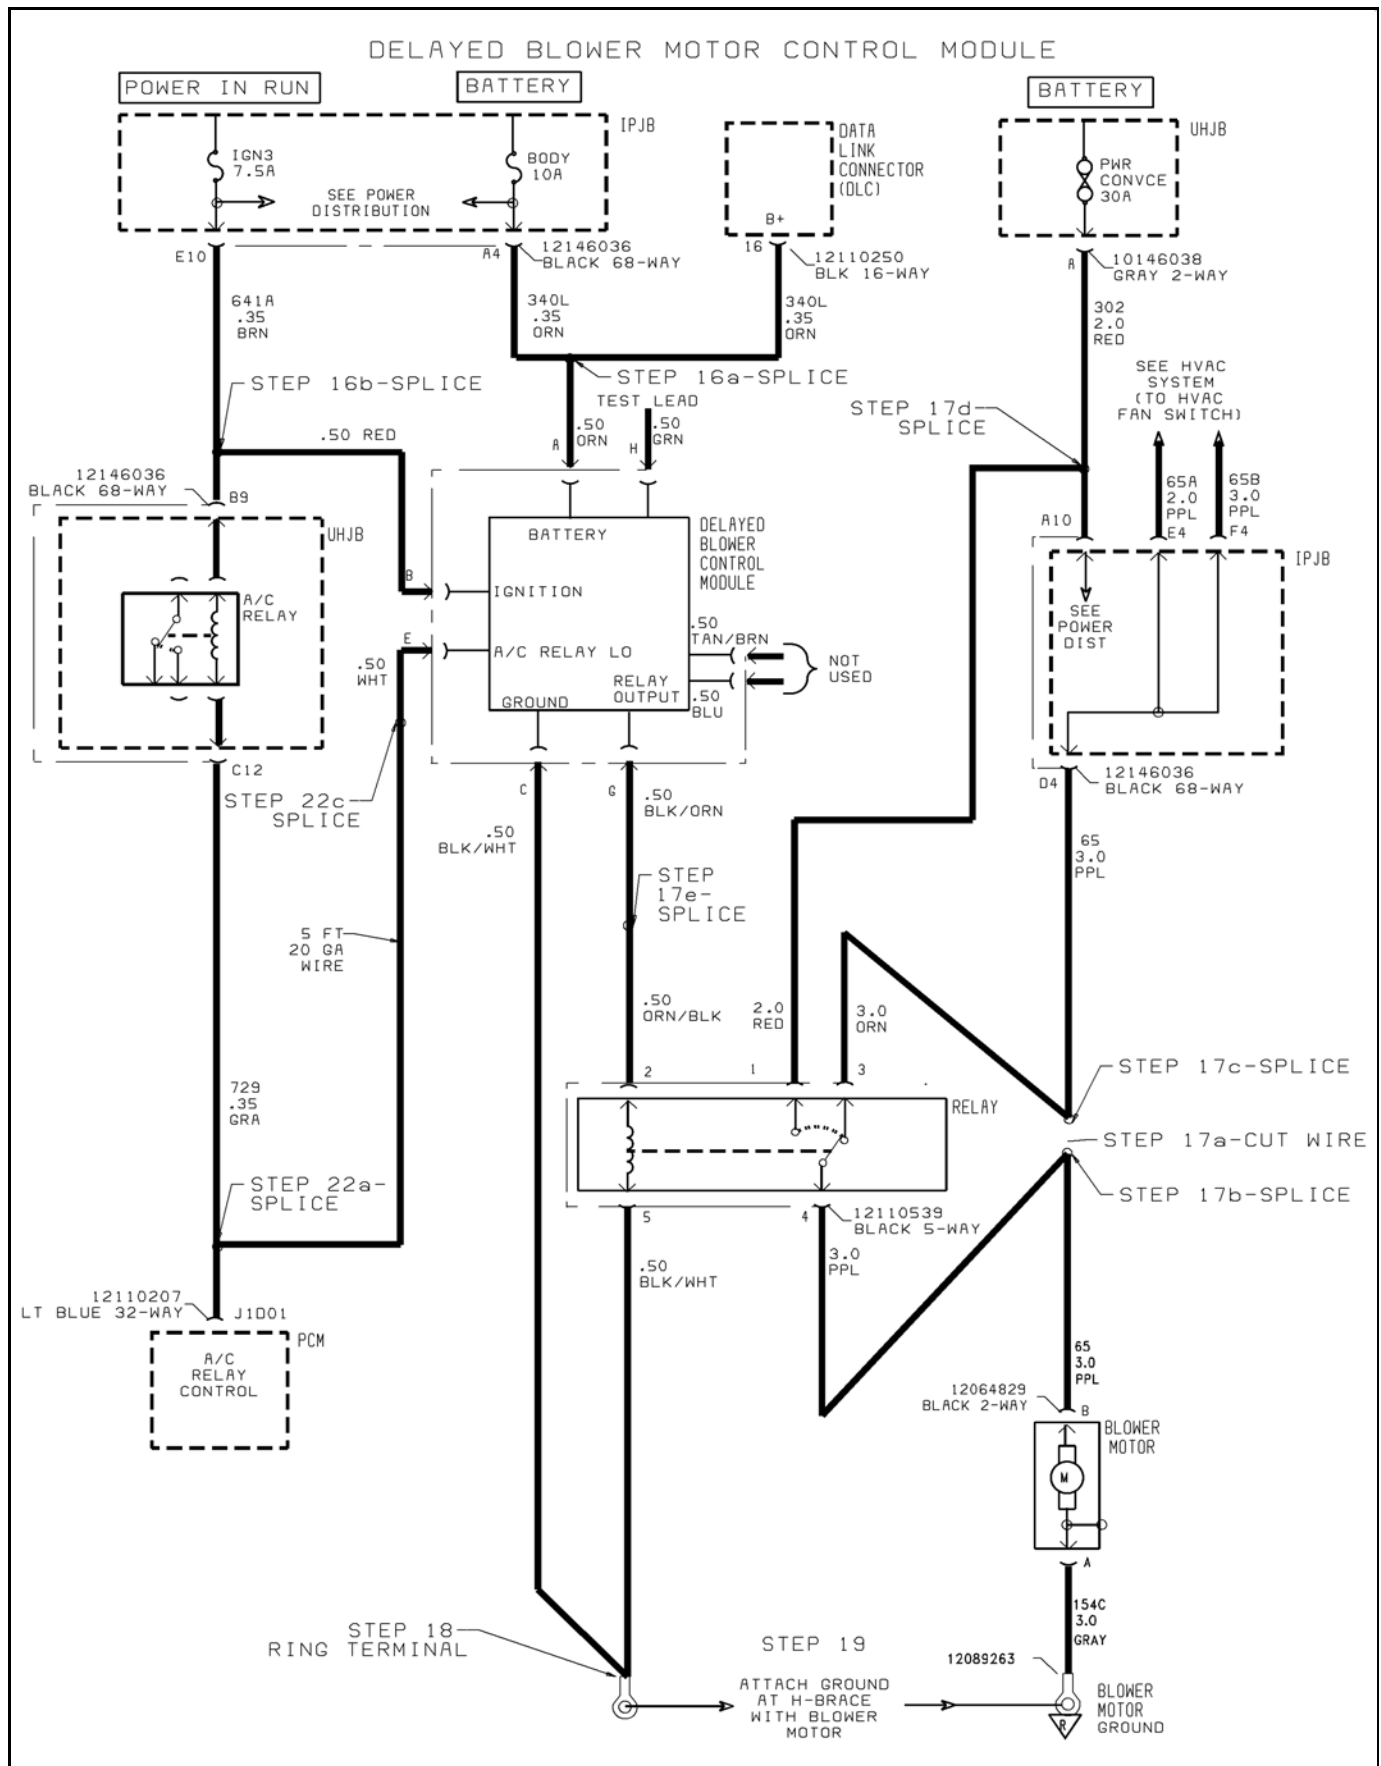 DELAYED BLOWER MOTOR CONTROL MODULE
POWER IN RUN
BATTERY
BATTERY
IPJB
IGN3
7.5A
BODY
10A
SEE POWER
DISTRIBUTION
DATA
LINK
CONNECTOR
(DLC)
B+
UHJB
PWR
CONVCE
30A
E10
A4
12146036
BLACK 68-WAY
16
12110250
BLK 16-WAY
A
10146038
GRAY 2-WAY
641A
.35
BRN
340L
.35
ORN
340L
.35
ORN
302
2.0
RED
STEP 16b-SPLICE
STEP 16a-SPLICE
TEST LEAD
SEE HVAC
SYSTEM
(TO HVAC
FAN SWITCH)
STEP 17d-
SPLICE
.50 RED
A
.50
ORN
H
.50
GRN
12146036
BLACK 68-WAY
B9
65A
2.0
PPL
65B
3.0
PPL
A10
E4
F4
UHJB
BATTERY
DELAYED
BLOWER
CONTROL
MODULE
IPJB
B
IGNITION
A/C
RELAY
SEE
POWER
DIST
.50
TAN/BRN
E
A/C RELAY LO
.50
WHT
NOT
USED
RELAY
OUTPUT
GROUND
.50
BLU
C12
STEP 22c-
SPLICE
C
G
.50
BLK/ORN
.50
BLK/WHT
D4
12146036
BLACK 68-WAY
65
3.0
PPL
STEP
17e-
SPLICE
5 FT
20 GA
WIRE
.50
ORN/BLK
2.0
RED
3.0
ORN
2
1
3
STEP 17c-SPLICE
729
.35
GRA
RELAY
STEP 17a-CUT WIRE
STEP 22a-
SPLICE
STEP 17b-SPLICE
5
4
12110539
BLACK 5-WAY
.50
BLK/WHT
3.0
PPL
12110207
LT BLUE 32-WAY
J1D01
PCM
A/C
RELAY
CONTROL
65
3.0
PPL
12064829
BLACK 2-WAY
B
BLOWER
MOTOR
M
A
154C
3.0
GRAY
STEP 18
RING TERMINAL
STEP 19
12089263
ATTACH GROUND
AT H-BRACE
WITH BLOWER
MOTOR
BLOWER
MOTOR
GROUND
R